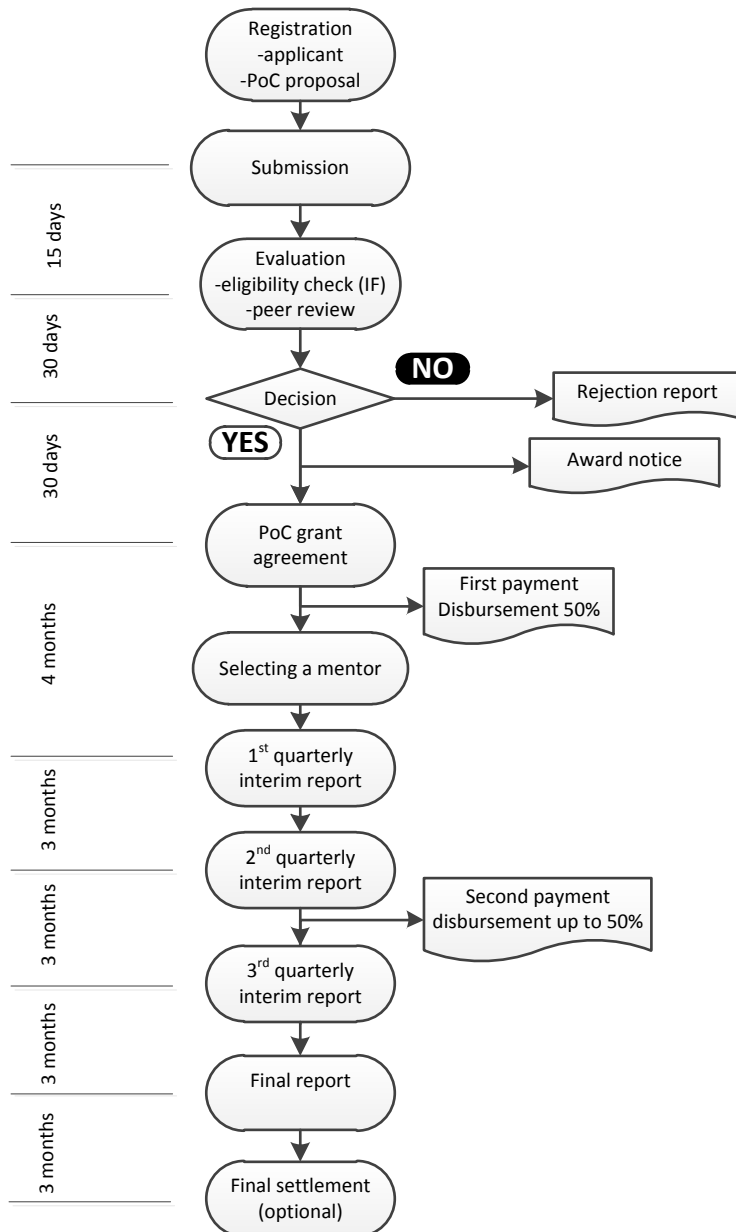 Registration
-applicant
-PoC proposal
Submission
15 days
Evaluation
-eligibility check (IF)
-peer review
30 days
NO
Decision
Rejection report
YES
Award notice
30 days
PoC grant
agreement
First payment
Disbursement 50%
4 months
Selecting a mentor
1st quarterly
interim report
3 months
2nd quarterly
interim report
Second payment
disbursement up to 50%
3 months
3rd quarterly
interim report
3 months
Final report
3 months
Final settlement
(optional)